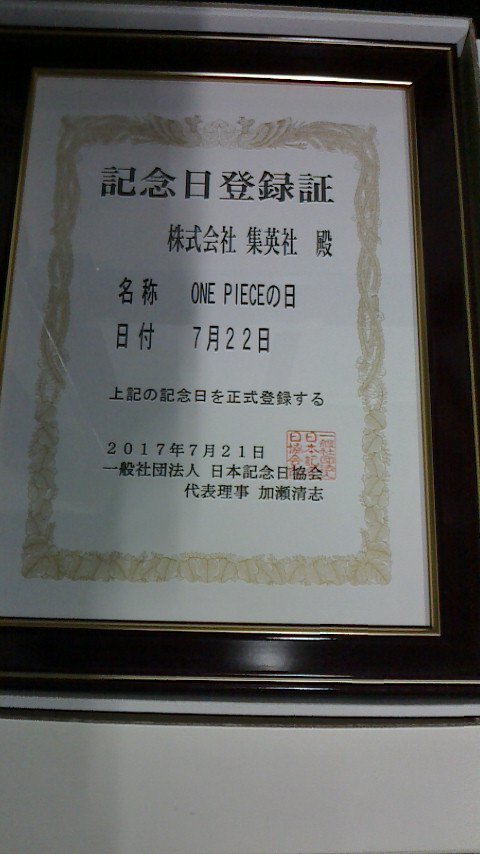 記念日登録証
株式会社 集英社 殿
名称 ONE PIECEの日
日付 7月22日
上記の記念日を正式登録する
2017年7月21日
一般社団法人 日本記念日協会
代表理事 加瀬清志